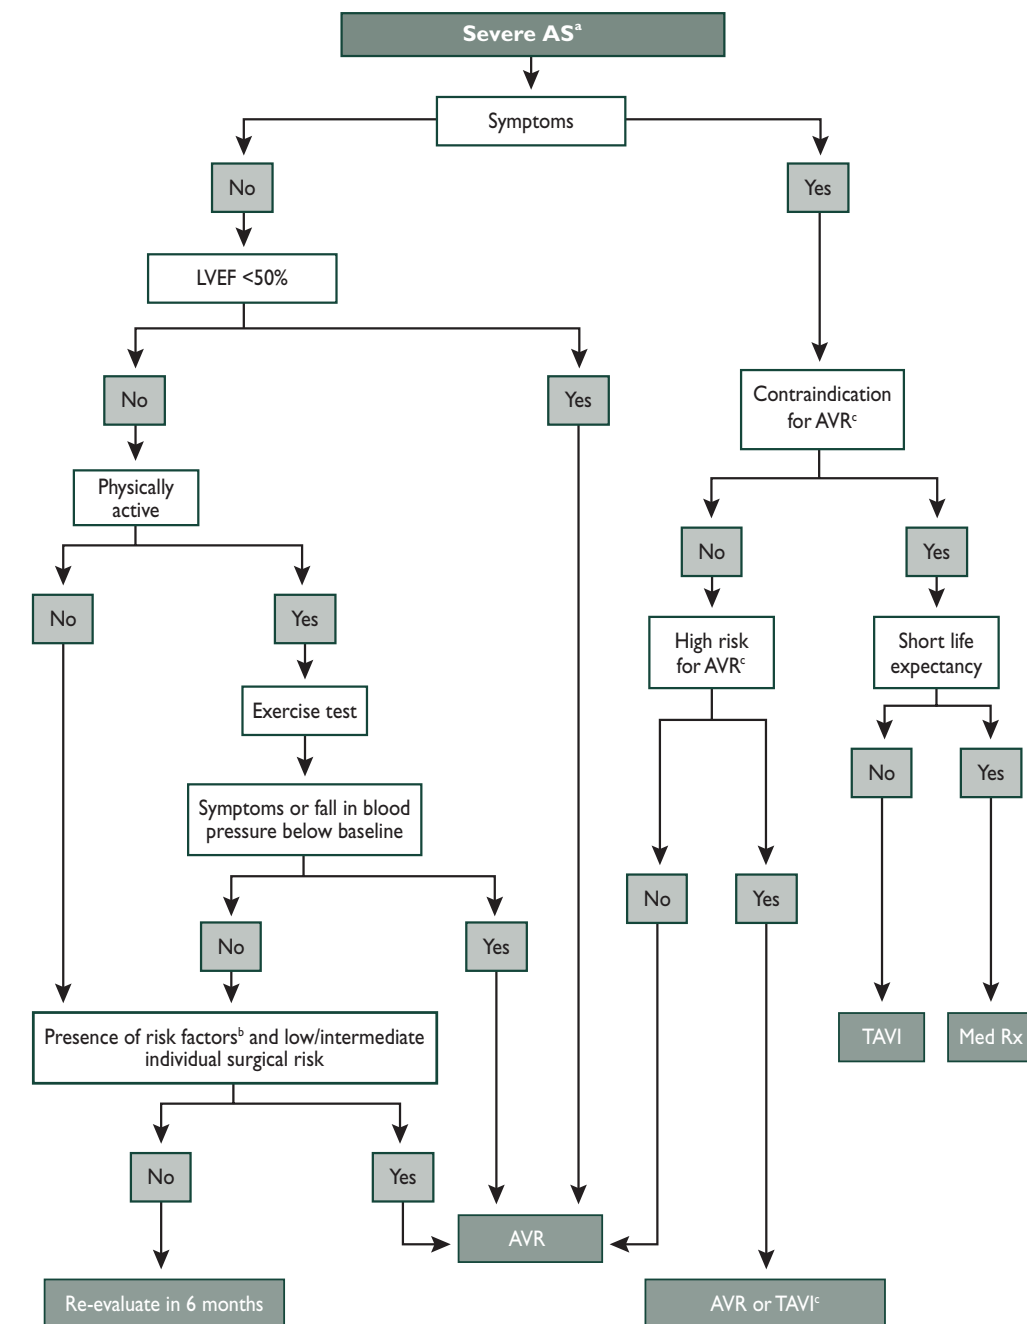 Severe ASᵃ
Symptoms
No
Yes
LVEF <50%
No
Yes
Contraindication
for AVRᶜ
Physically
active
No
Yes
No
Yes
High risk
for AVRᶜ
Short life
expectancy
Exercise test
No
Yes
Symptoms or fall in blood
pressure below baseline
No
Yes
No
Yes
Presence of risk factorsᵇ and low/intermediate
individual surgical risk
TAVI
Med Rx
No
Yes
AVR
Re-evaluate in 6 months
AVR or TAVIᶜ